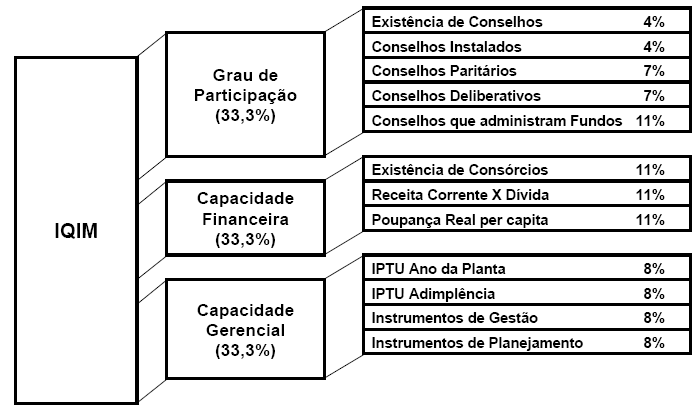 IQIM
Grau de
Participação
(33,3%)
Existência de Conselhos 4%
Conselhos Instalados 4%
Conselhos Paritários 7%
Conselhos Deliberativos 7%
Conselhos que administram Fundos 11%
Capacidade
Financeira
(33,3%)
Existência de Consórcios 11%
Receita Corrente X Dívida 11%
Poupança Real per capita 11%
Capacidade
Gerencial
(33,3%)
IPTU Ano da Planta 8%
IPTU Adimplência 8%
Instrumentos de Gestão 8%
Instrumentos de Planejamento 8%